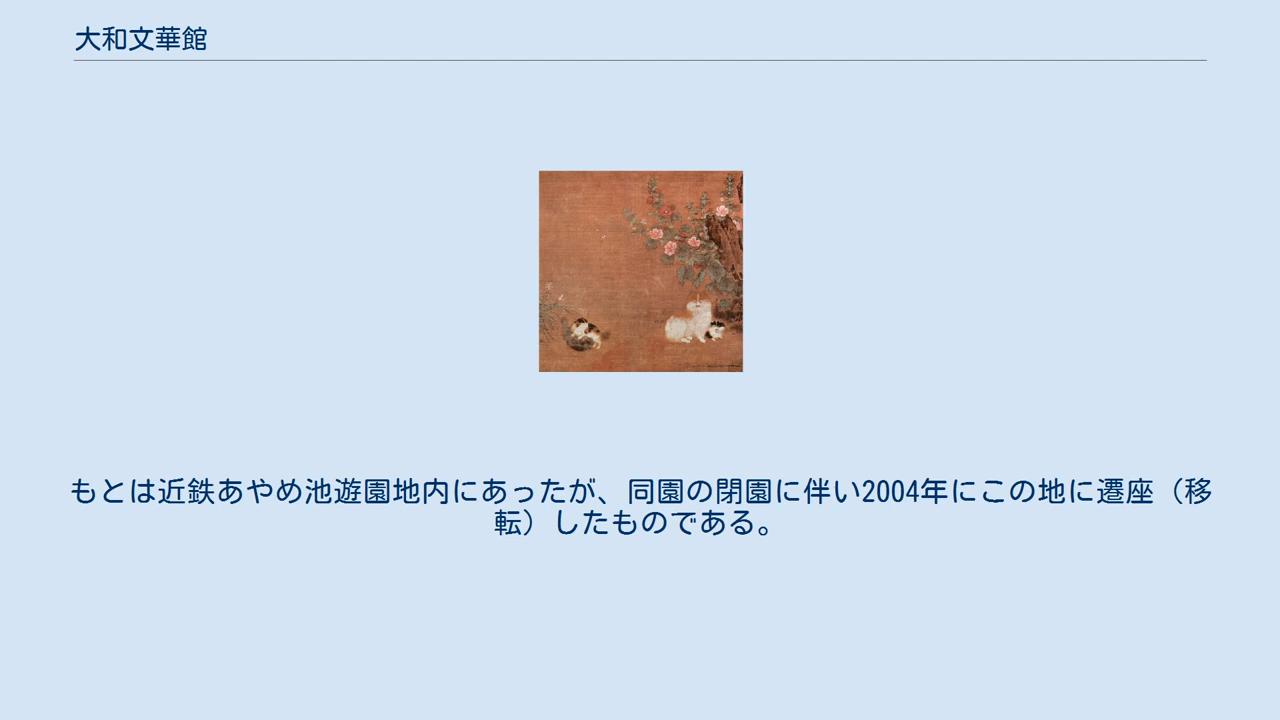 大和文華館
もとは近鉄あやめ池遊園地内にあったが、同園の閉園に伴い2004年にこの地に遷座（移
転）したものである。